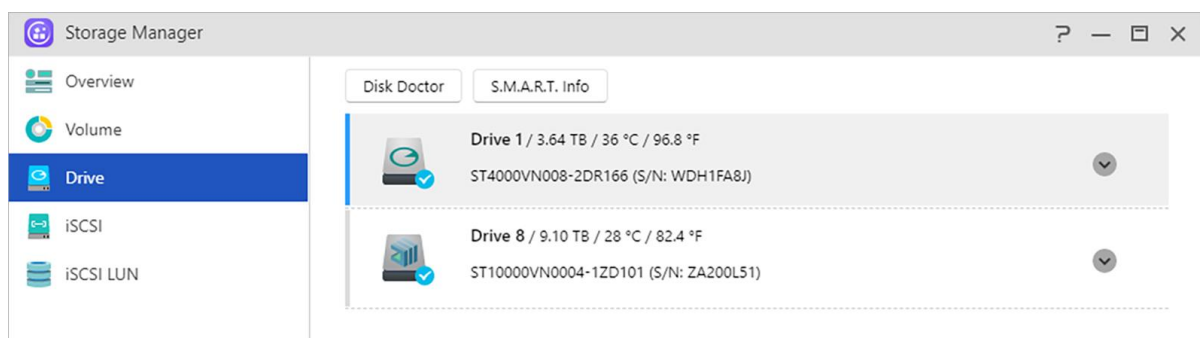 Storage Manager
Overview
Volume
Drive
iSCSI
iSCSI LUN
Disk Doctor
S.M.A.R.T. Info
Drive 1 / 3.64 TB / 36 °C / 96.8 °F
ST4000VN008-2DR166 (S/N: WDH1FA8J)
Drive 8 / 9.10 TB / 28 °C / 82.4 °F
ST10000VN0004-1ZD101 (S/N: ZA200L51)